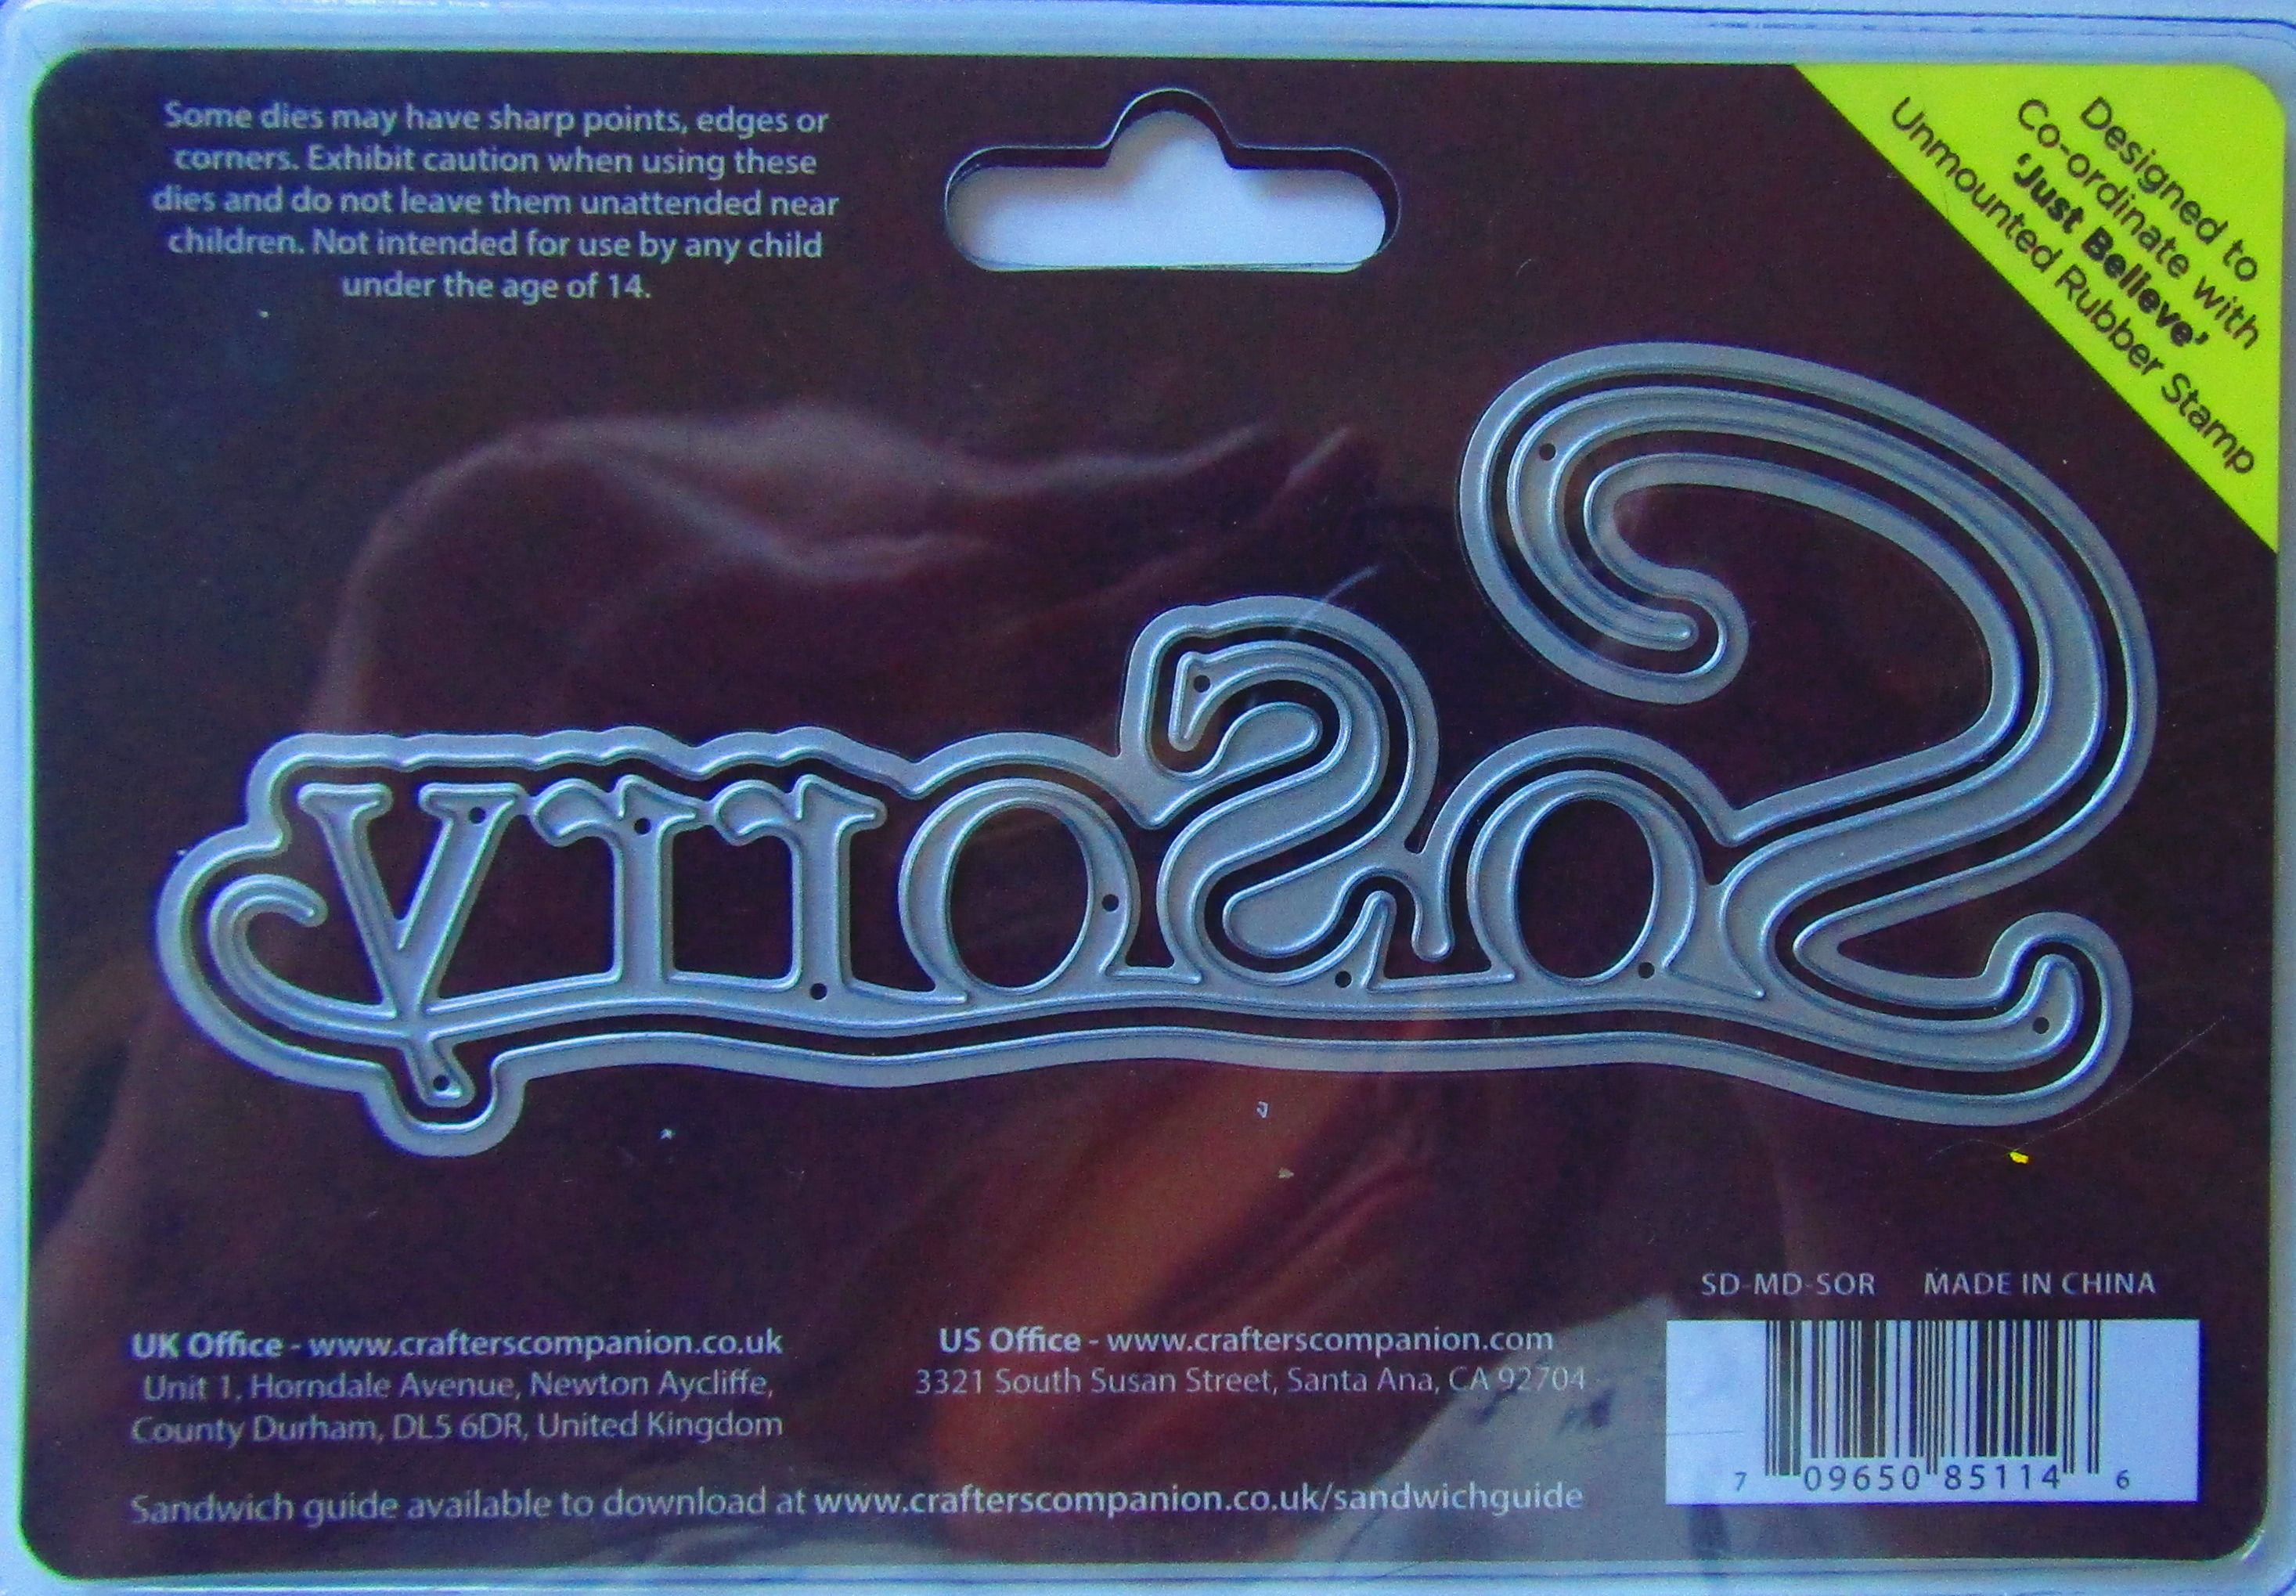 Some dies may have sharp points, edges or
corners. Exhibit caution when using these
dies and do not leave them unattended near
children. Not intended for use by any child
under the age of 14.
Designed to
Co-ordinate with
'Just Believe'
Unmounted Rubber Stamp
So Sorry
SD-MD-SOR MADE IN CHINA
UK Office - www.crafterscompanion.co.uk
Unit 1, Horndale Avenue, Newton Aycliffe,
County Durham, DL5 6DR, United Kingdom
US Office - www.crafterscompanion.com
3321 South Susan Street, Santa Ana, CA 92704
Sandwich guide available to download at www.crafterscompanion.co.uk/sandwichguide
7 09650 85114 6